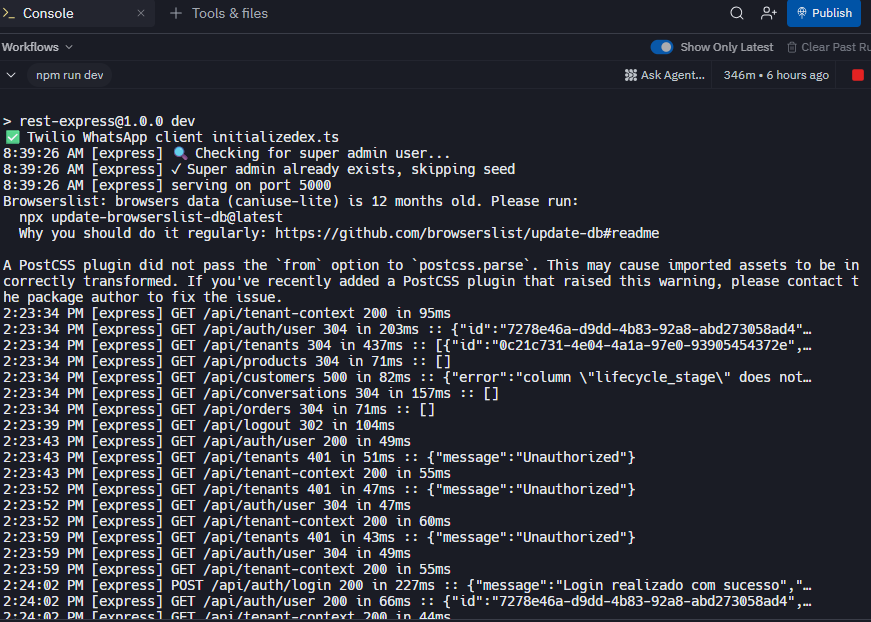 >_ Console × + Tools & files Publish
Workflows Show Only Latest Clear Past Ru
npm run dev Ask Agent... 346m • 6 hours ago
> rest-express@1.0.0 dev
✅ Twilio WhatsApp client initializedex.ts
8:39:26 AM [express] 🔍 Checking for super admin user...
8:39:26 AM [express] ✓ Super admin already exists, skipping seed
8:39:26 AM [express] serving on port 5000
Browserslist: browsers data (caniuse-lite) is 12 months old. Please run:
  npx update-browserslist-db@latest
  Why you should do it regularly: https://github.com/browserslist/update-db#readme
A PostCSS plugin did not pass the `from` option to `postcss.parse`. This may cause imported assets to be in
correctly transformed. If you've recently added a PostCSS plugin that raised this warning, please contact t
he package author to fix the issue.
2:23:34 PM [express] GET /api/tenant-context 200 in 95ms
2:23:34 PM [express] GET /api/auth/user 304 in 203ms :: {"id":"7278e46a-d9dd-4b83-92a8-abd273058ad4"…
2:23:34 PM [express] GET /api/tenants 304 in 437ms :: [{"id":"0c21c731-4e04-4a1a-97e0-93905454372e",…
2:23:34 PM [express] GET /api/products 304 in 71ms :: []
2:23:34 PM [express] GET /api/customers 500 in 82ms :: {"error":"column \"lifecycle_stage\" does not…
2:23:34 PM [express] GET /api/conversations 304 in 157ms :: []
2:23:34 PM [express] GET /api/orders 304 in 71ms :: []
2:23:39 PM [express] GET /api/logout 302 in 104ms
2:23:43 PM [express] GET /api/auth/user 200 in 49ms
2:23:43 PM [express] GET /api/tenants 401 in 51ms :: {"message":"Unauthorized"}
2:23:43 PM [express] GET /api/tenant-context 200 in 55ms
2:23:52 PM [express] GET /api/tenants 401 in 47ms :: {"message":"Unauthorized"}
2:23:52 PM [express] GET /api/auth/user 304 in 47ms
2:23:52 PM [express] GET /api/tenant-context 200 in 60ms
2:23:59 PM [express] GET /api/tenants 401 in 43ms :: {"message":"Unauthorized"}
2:23:59 PM [express] GET /api/auth/user 304 in 49ms
2:23:59 PM [express] GET /api/tenant-context 200 in 55ms
2:24:02 PM [express] POST /api/auth/login 200 in 227ms :: {"message":"Login realizado com sucesso","…
2:24:02 PM [express] GET /api/auth/user 200 in 66ms :: {"id":"7278e46a-d9dd-4b83-92a8-abd273058ad4",…
2:24:02 PM [express] GET /api/tenant-context 200 in 44ms